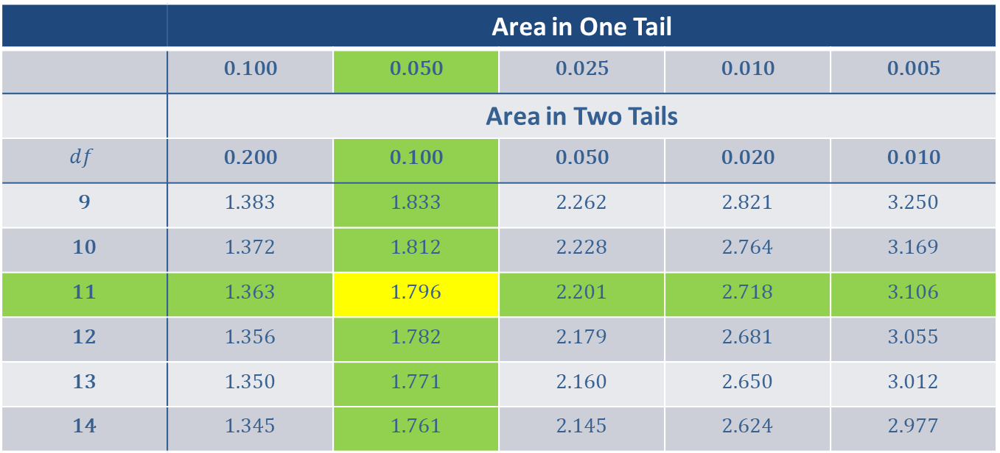 Area in One Tail
0.100 0.050 0.025 0.010 0.005
Area in Two Tails
df 0.200 0.100 0.050 0.020 0.010
9 1.383 1.833 2.262 2.821 3.250
10 1.372 1.812 2.228 2.764 3.169
11 1.363 1.796 2.201 2.718 3.106
12 1.356 1.782 2.179 2.681 3.055
13 1.350 1.771 2.160 2.650 3.012
14 1.345 1.761 2.145 2.624 2.977